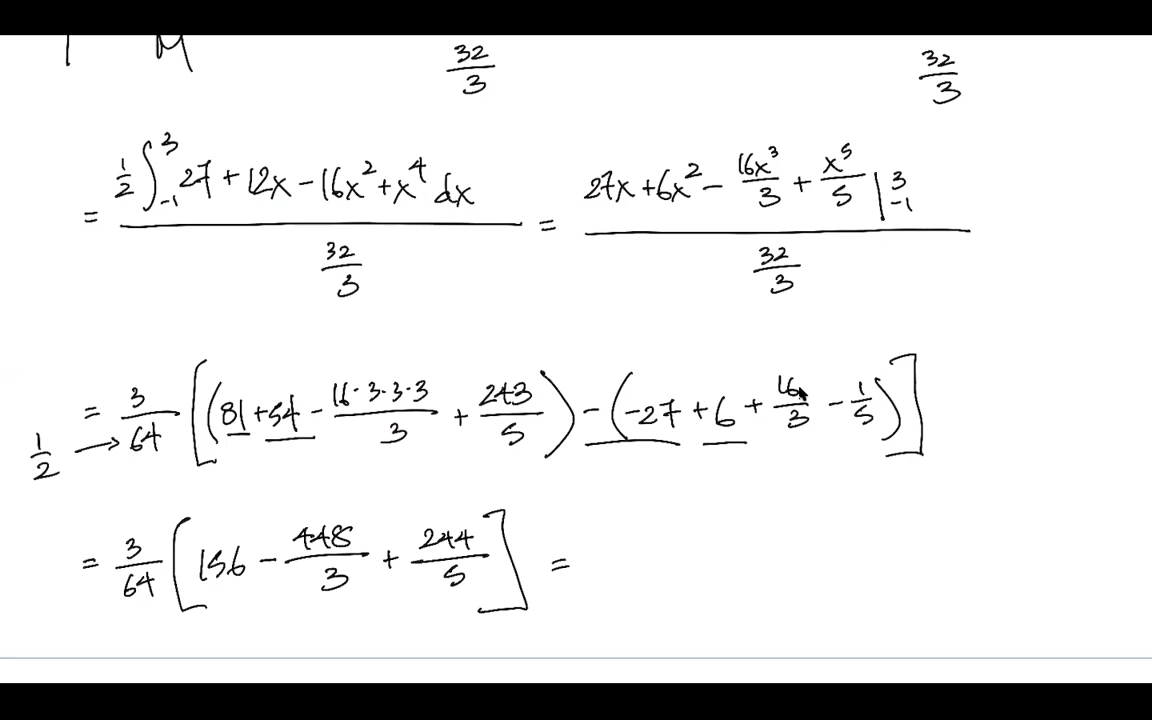 32/3 32/3
= 1/2 ∫_{-1}^{3} 27 + 12x - 16x² + x⁴ dx / (32/3) = 27x + 6x² - 16x³/3 + x⁵/5 |_{-1}^{3} / (32/3)
= 3/64 [(81 + 54 - 16·3·3·3/3 + 243/5) - (-27 + 6 + 16/3 - 1/5)]
1/2 →
= 3/64 [156 - 448/3 + 244/5] =